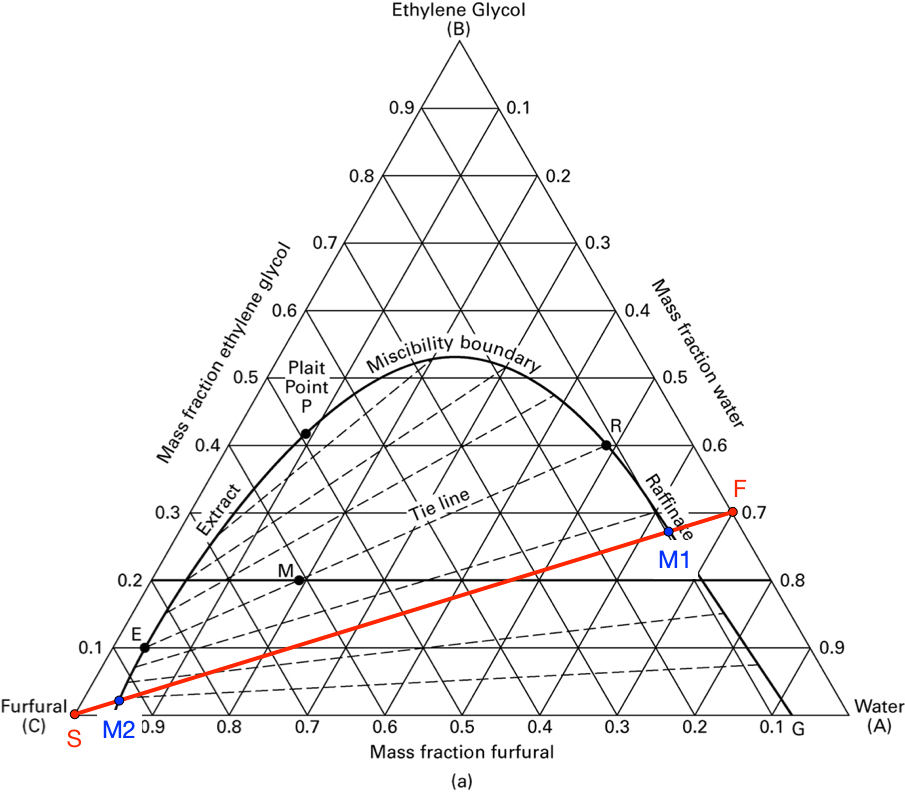 Ethylene Glycol
(B)
0.9
0.1
0.8
0.2
0.7
0.3
Mass fraction ethylene glycol
Mass fraction water
0.6
0.4
Miscibility boundary
Plait
Point
P
0.5
0.5
0.4
R
0.6
Extract
Tie line
Raffinate
F
0.3
0.7
M1
0.2
M
0.8
E
0.1
0.9
Furfural
(C)
S
M2
0.9
0.8
0.7
0.6
0.5
0.4
0.3
0.2
0.1
G
Water
(A)
Mass fraction furfural
(a)